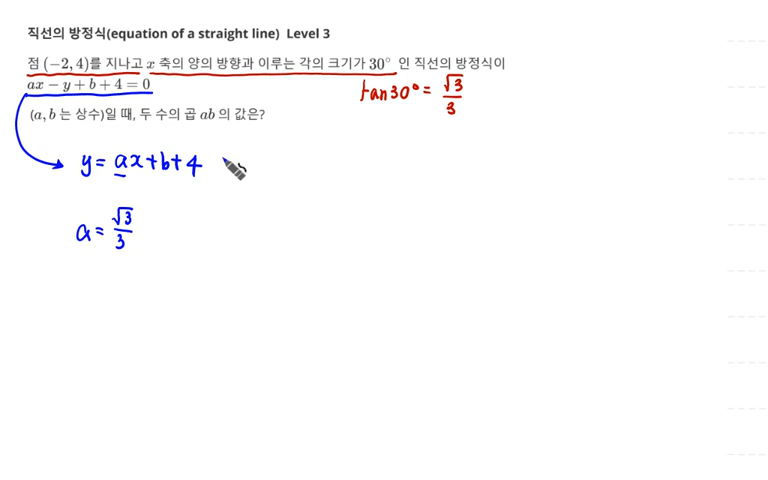 직선의 방정식(equation of a straight line) Level 3
점 (−2, 4)를 지나고 x 축의 양의 방향과 이루는 각의 크기가 30° 인 직선의 방정식이
ax − y + b + 4 = 0
tan30° = √3/3
(a, b 는 상수)일 때, 두 수의 곱 ab 의 값은?
y = ax + b + 4
a = √3/3